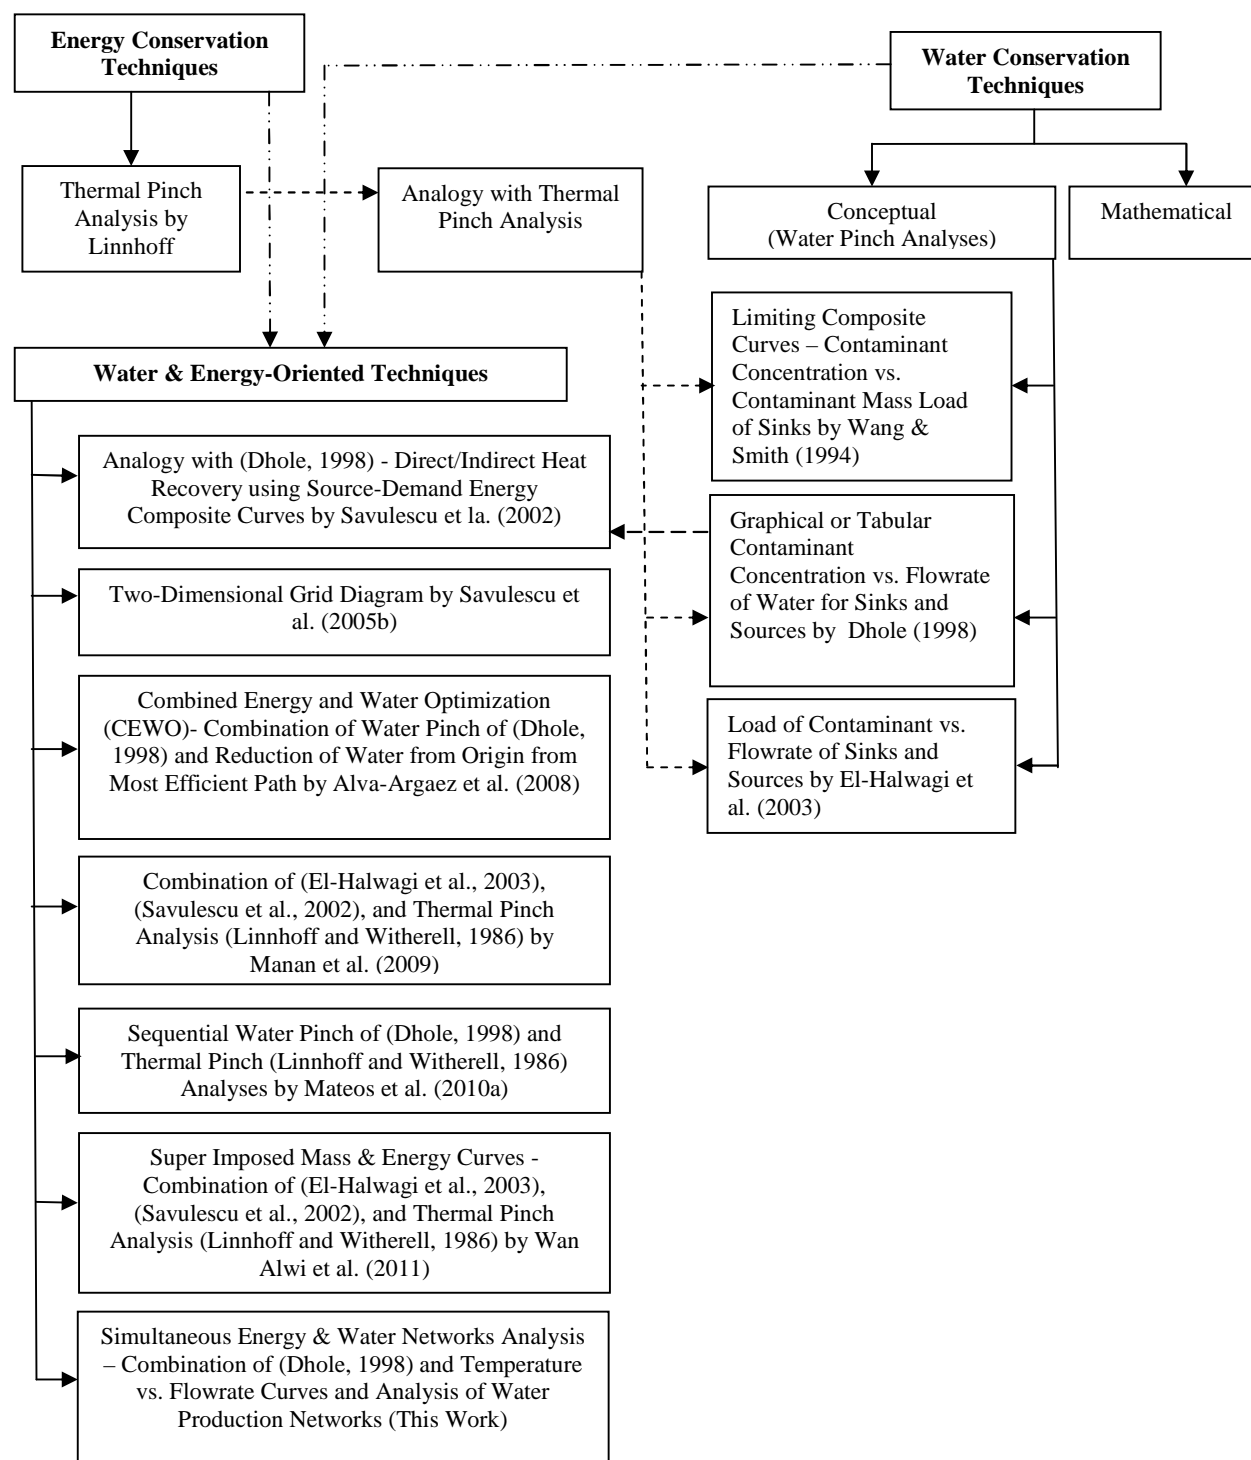 Energy Conservation
Techniques
Water Conservation
Techniques
Thermal Pinch
Analysis by
Linnhoff
Analogy with Thermal
Pinch Analysis
Conceptual
(Water Pinch Analyses)
Mathematical
Limiting Composite
Curves – Contaminant
Concentration vs.
Contaminant Mass Load
of Sinks by Wang &
Smith (1994)
Graphical or Tabular
Contaminant
Concentration vs. Flowrate
of Water for Sinks and
Sources by Dhole (1998)
Load of Contaminant vs.
Flowrate of Sinks and
Sources by El-Halwagi et
al. (2003)
Water & Energy-Oriented Techniques
Analogy with (Dhole, 1998) - Direct/Indirect Heat
Recovery using Source-Demand Energy
Composite Curves by Savulescu et la. (2002)
Two-Dimensional Grid Diagram by Savulescu et
al. (2005b)
Combined Energy and Water Optimization
(CEWO)- Combination of Water Pinch of (Dhole,
1998) and Reduction of Water from Origin from
Most Efficient Path by Alva-Argaez et al. (2008)
Combination of (El-Halwagi et al., 2003),
(Savulescu et al., 2002), and Thermal Pinch
Analysis (Linnhoff and Witherell, 1986) by
Manan et al. (2009)
Sequential Water Pinch of (Dhole, 1998) and
Thermal Pinch (Linnhoff and Witherell, 1986)
Analyses by Mateos et al. (2010a)
Super Imposed Mass & Energy Curves -
Combination of (El-Halwagi et al., 2003),
(Savulescu et al., 2002), and Thermal Pinch
Analysis (Linnhoff and Witherell, 1986) by Wan
Alwi et al. (2011)
Simultaneous Energy & Water Networks Analysis
– Combination of (Dhole, 1998) and Temperature
vs. Flowrate Curves and Analysis of Water
Production Networks (This Work)